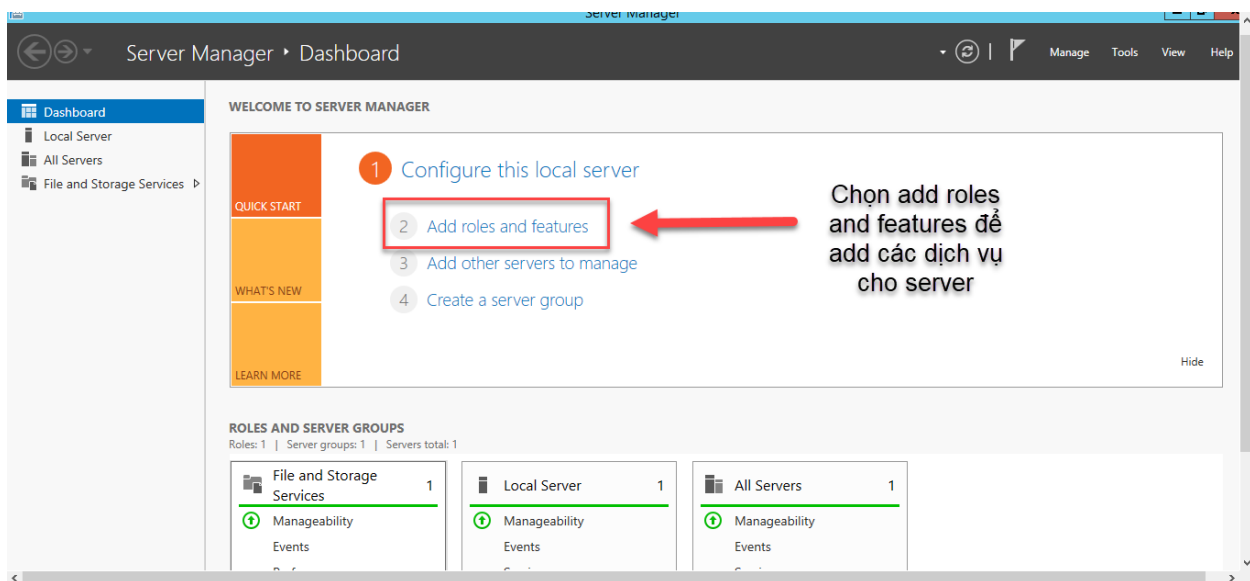 Server Manager
Server Manager • Dashboard
Manage Tools View Help
Dashboard
Local Server
All Servers
File and Storage Services
WELCOME TO SERVER MANAGER
QUICK START
WHAT'S NEW
LEARN MORE
1 Configure this local server
2 Add roles and features
3 Add other servers to manage
4 Create a server group
Chọn add roles
and features để
add các dịch vụ
cho server
Hide
ROLES AND SERVER GROUPS
Roles: 1 | Server groups: 1 | Servers total: 1
File and Storage
Services
1
Manageability
Events
Local Server 1
Manageability
Events
All Servers 1
Manageability
Events